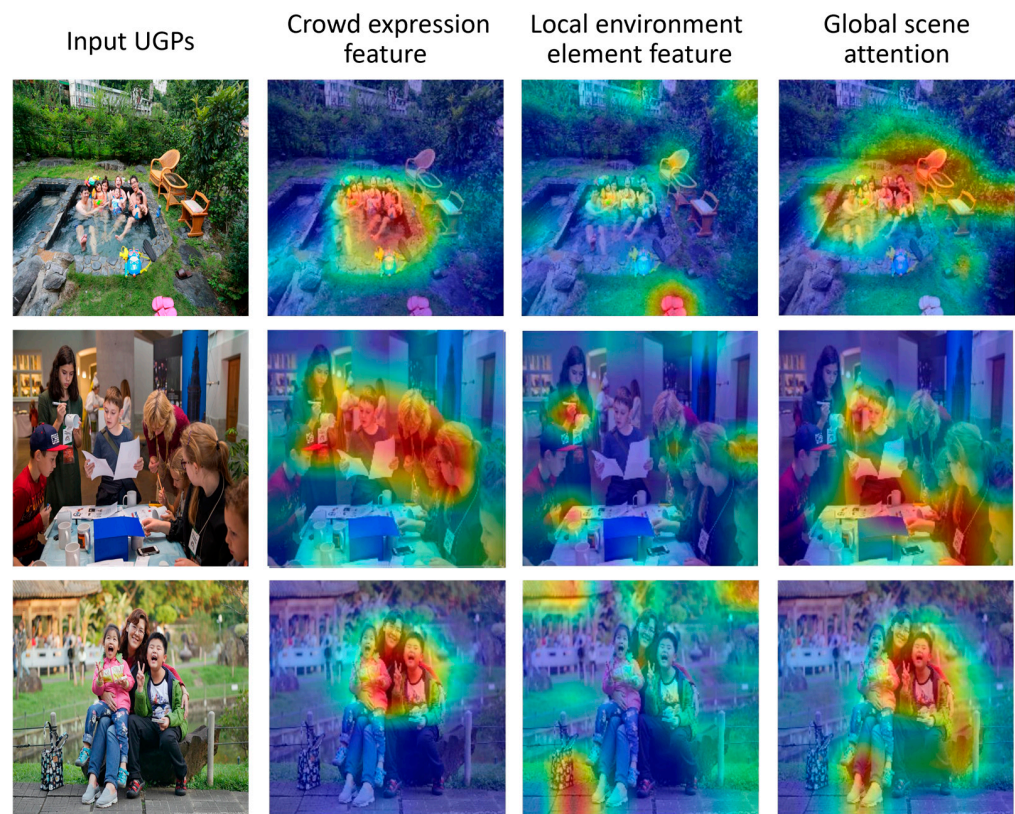 Input UGPs
Crowd expression
feature
Local environment
element feature
Global scene
attention